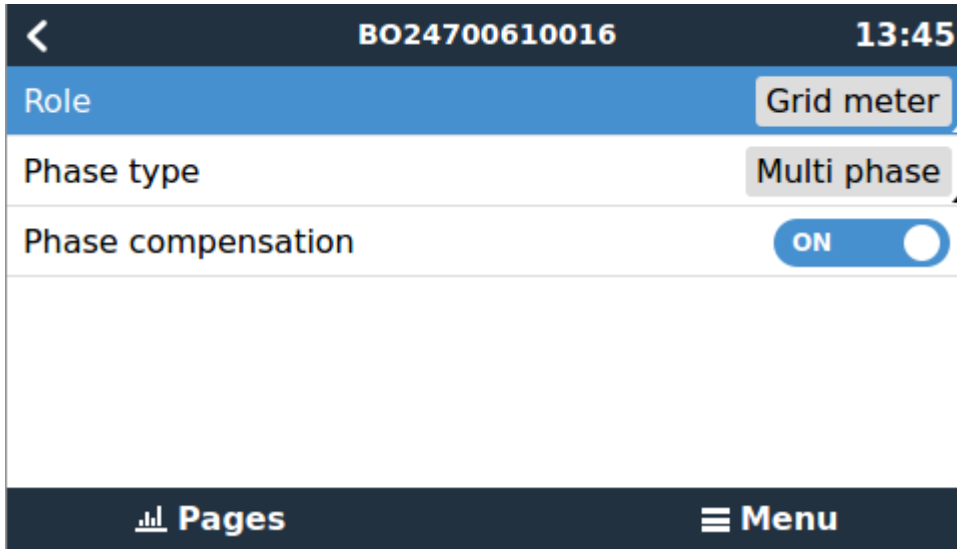 BO24700610016 13:45
Role Grid meter
Phase type Multi phase
Phase compensation ON
Pages Menu